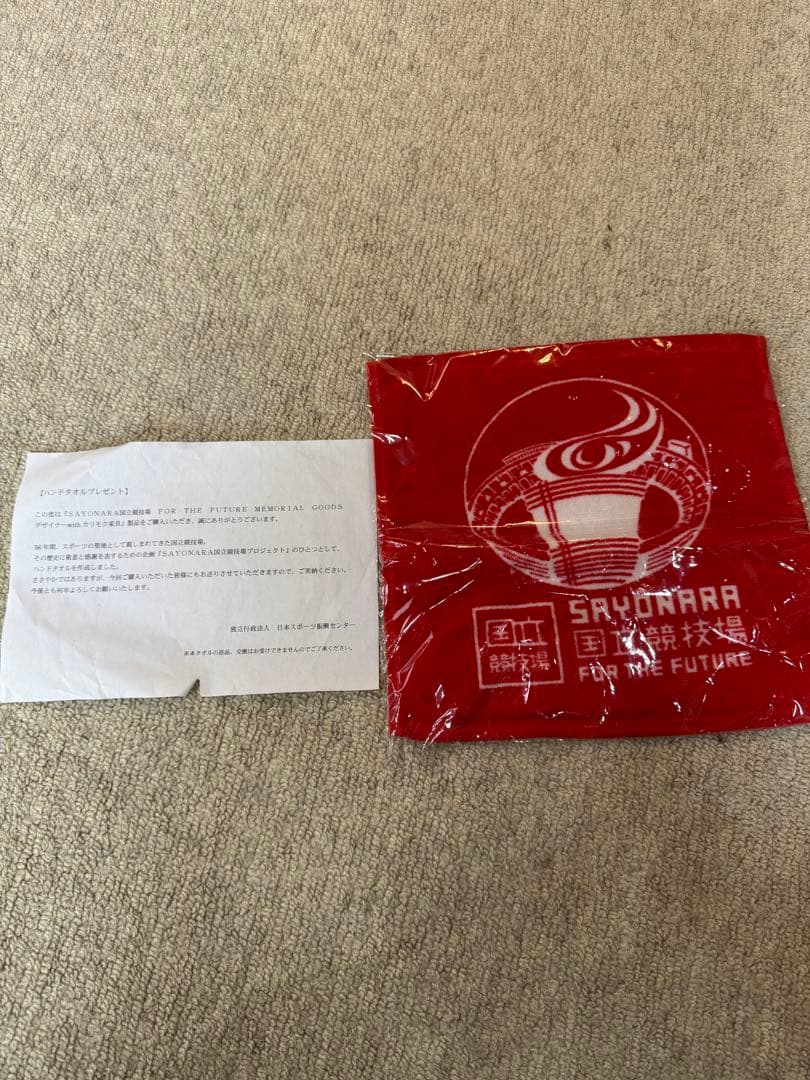 【ハンドタオルプレゼント】
この度は『SAYONARA国立競技場　FOR THE FUTURE MEMORIAL GOODS
デザイナーwith カリモク家具』製品をご購入いただき、誠にありがとうございます。
56年間、スポーツの聖地として親しまれてきた国立競技場。
その歴史に敬意と感謝を表するための企画『SAYONARA国立競技場プロジェクト』のひとつとして、
ハンドタオルを作成しました。
ささやかではありますが、今回ご購入いただいた皆様にもお送りさせていただきますので、ご笑納ください。
今後とも何卒よろしくお願いいたします。
独立行政法人　日本スポーツ振興センター
※本タオルの返品、交換はお受けできませんのでご了承ください。
国立
競技場
SAYONARA
国立競技場
FOR THE FUTURE